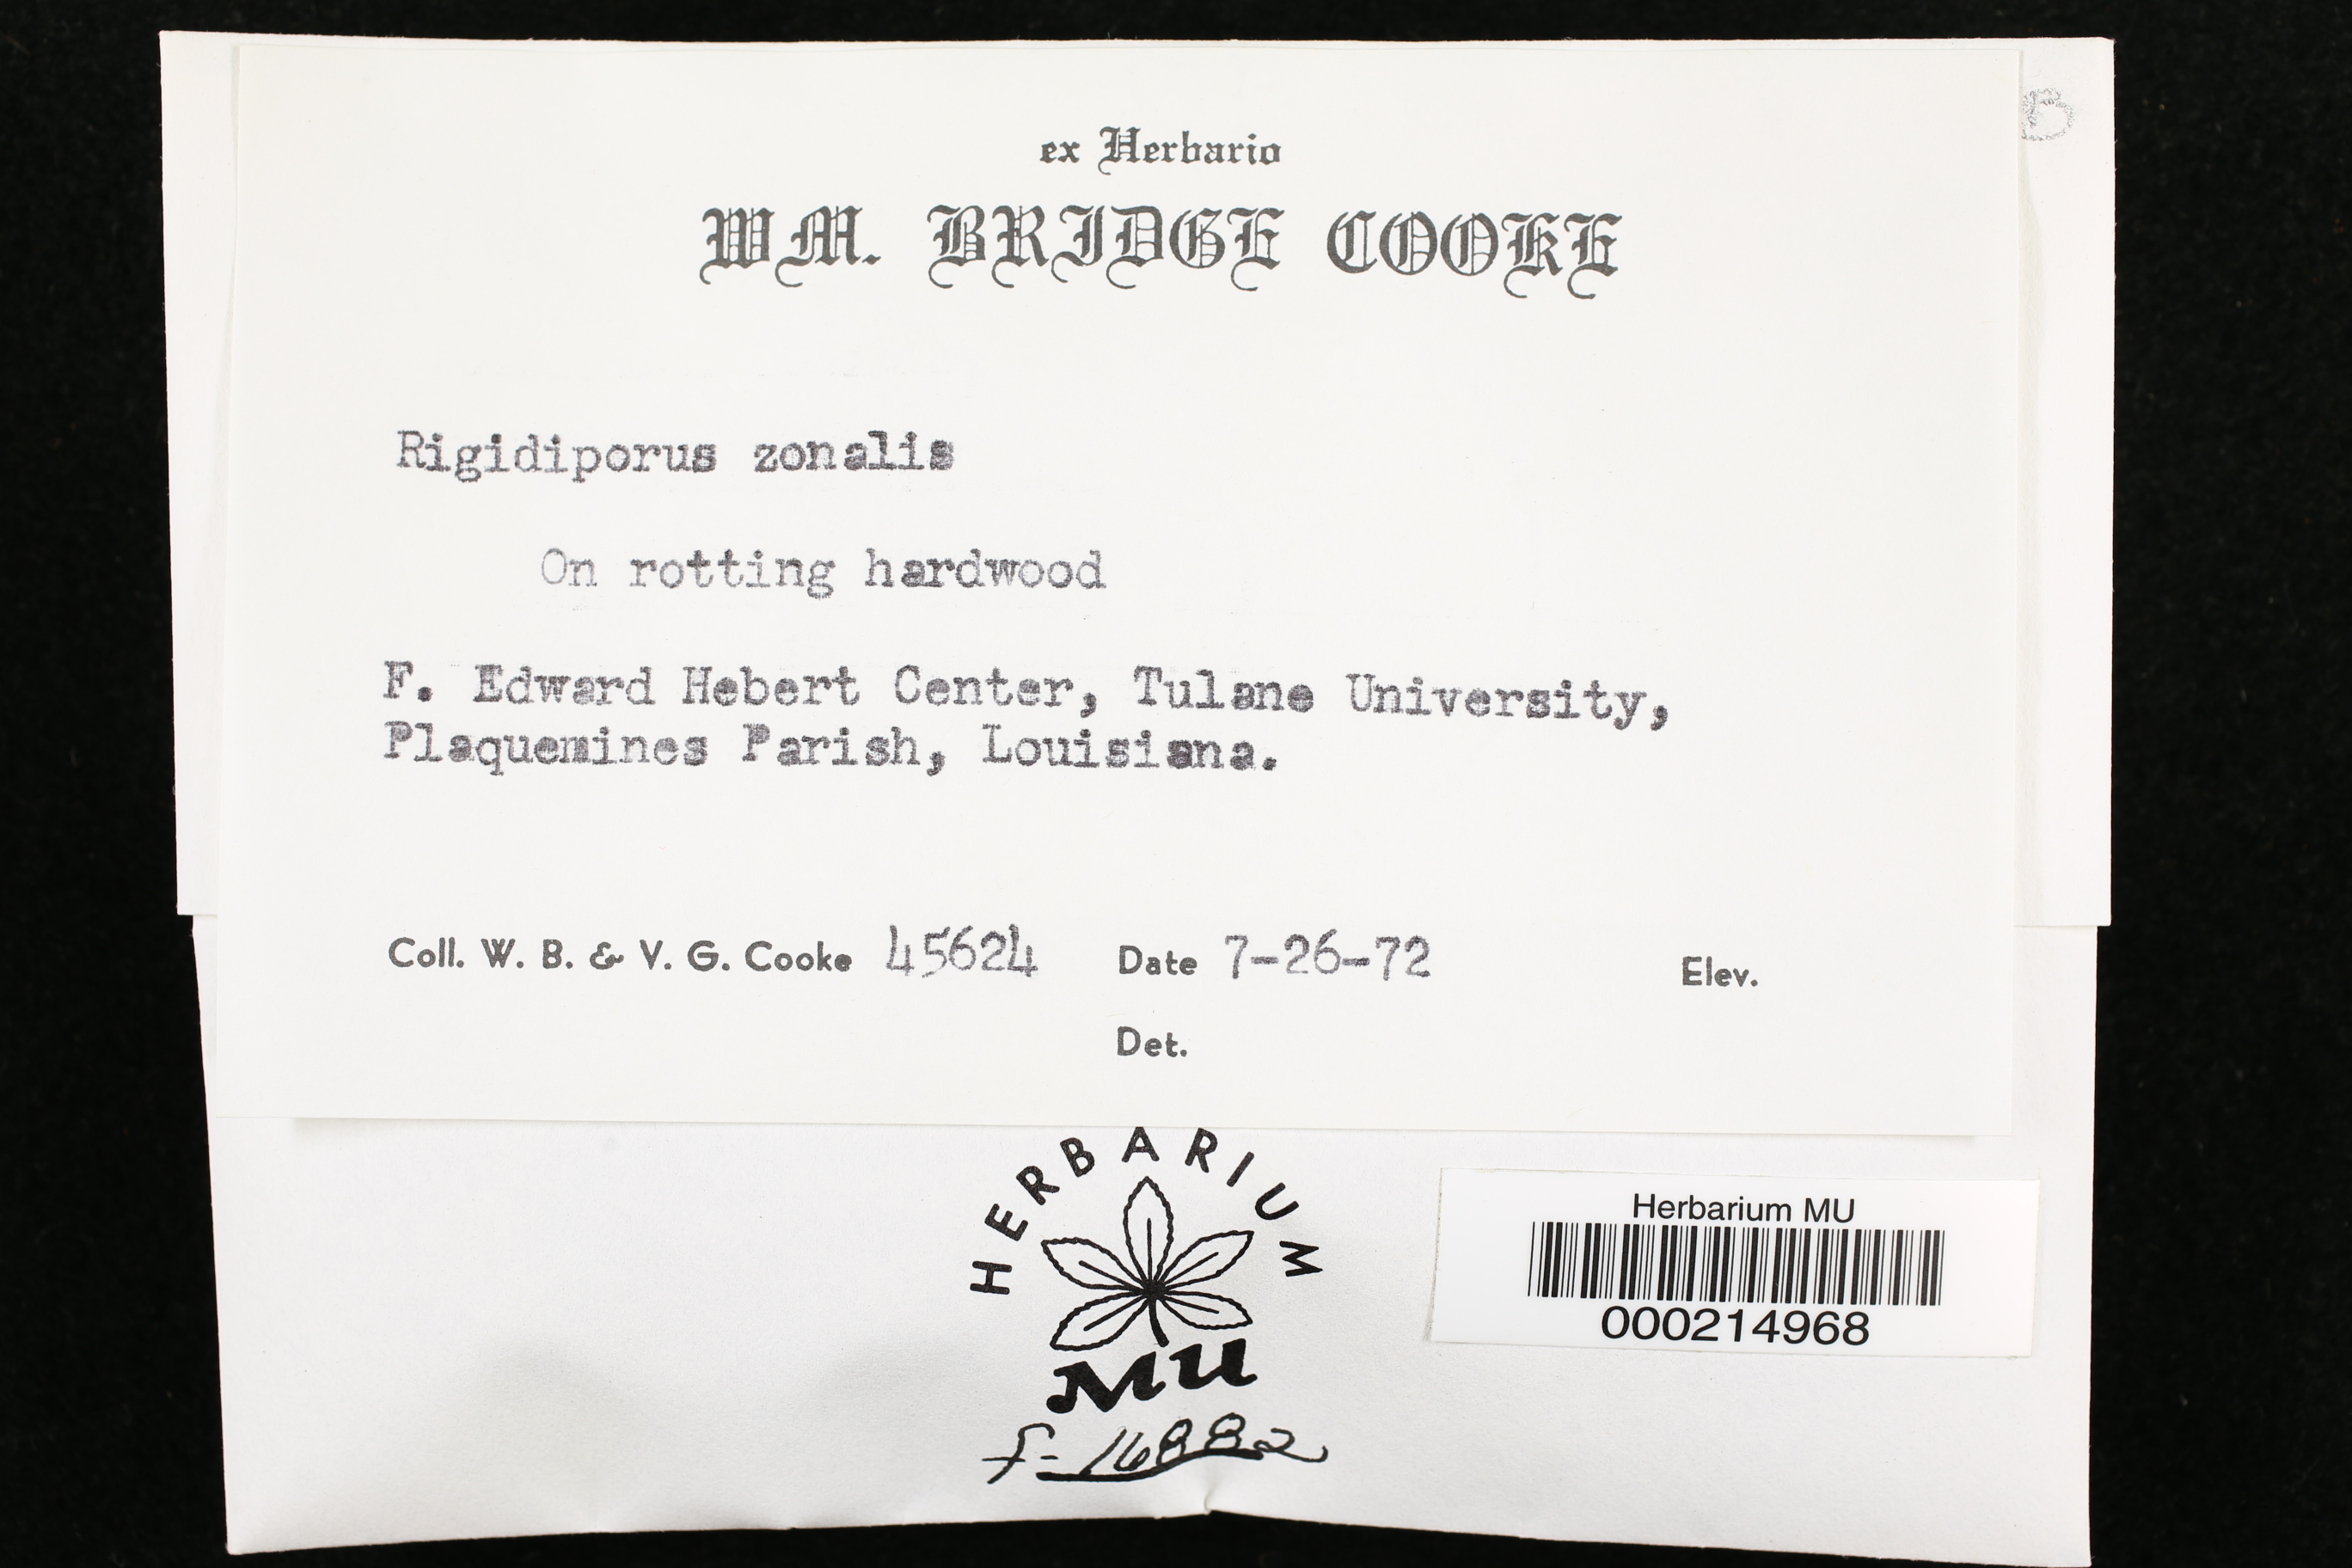 B
ex Herbario
WM. BRIDGE COOKE
Rigidiporus zonalis
On rotting hardwood
F. Edward Hebert Center, Tulane University,
Plaquemines Parish, Louisiana.
Coll. W. B. & V. G. Cooke 45624 Date 7-26-72 Elev.
Det.
HERBARIUM
MU
f-16882
Herbarium MU
000214968